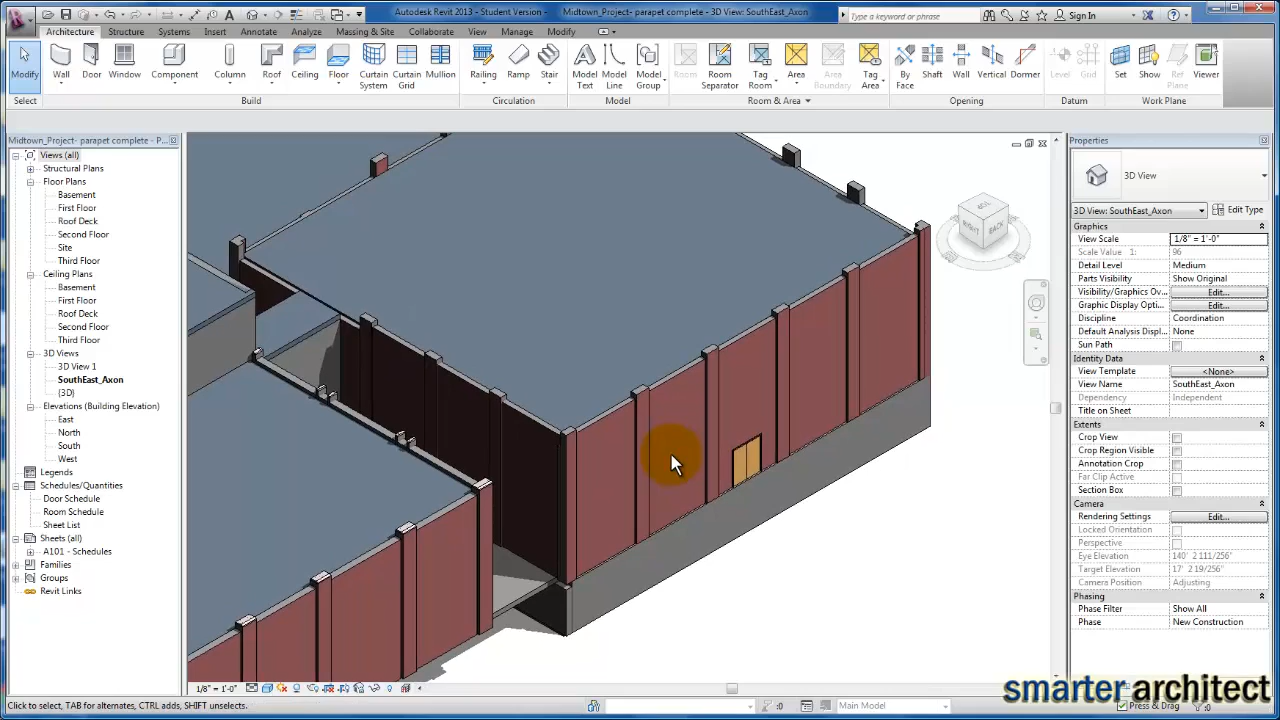 Autodesk Revit 2013 - Student Version - Midtown_Project- parapet complete - 3D View: SouthEast_Axon
Type a keyword or phrase
Sign In
Architecture Structure Systems Insert Annotate Analyze Massing & Site Collaborate View Manage Modify
Modify Wall Door Window Component Column Roof Ceiling Floor Curtain System Curtain Grid Mullion Railing Ramp Stair Model Text Model Line Model Group Room Room Separator Tag Room Area Area Boundary Tag Area By Face Shaft Wall Vertical Dormer Level Grid Set Show Ref Plane Viewer
Select Build Circulation Model Room & Area Opening Datum Work Plane
Midtown_Project- parapet complete - P...
Views (all)
Structural Plans
Floor Plans
Basement
First Floor
Roof Deck
Second Floor
Site
Third Floor
Ceiling Plans
Basement
First Floor
Roof Deck
Second Floor
Third Floor
3D Views
3D View 1
SouthEast_Axon
{3D}
Elevations (Building Elevation)
East
North
South
West
Legends
Schedules/Quantities
Door Schedule
Room Schedule
Sheet List
Sheets (all)
A101 - Schedules
Families
Groups
Revit Links
RIGHT BACK
Properties
3D View
3D View: SouthEast_Axon Edit Type
Graphics
View Scale 1/8" = 1'-0"
Scale Value 1: 96
Detail Level Medium
Parts Visibility Show Original
Visibility/Graphics Ov... Edit...
Graphic Display Opti... Edit...
Discipline Coordination
Default Analysis Displ... None
Sun Path
Identity Data
View Template <None>
View Name SouthEast_Axon
Dependency Independent
Title on Sheet
Extents
Crop View
Crop Region Visible
Annotation Crop
Far Clip Active
Section Box
Camera
Rendering Settings Edit...
Locked Orientation
Perspective
Eye Elevation 140' 2 111/256"
Target Elevation 17' 2 19/256"
Camera Position Adjusting
Phasing
Phase Filter Show All
Phase New Construction
1/8" = 1'-0"
smarter architect
Click to select, TAB for alternates, CTRL adds, SHIFT unselects.
:0
Main Model
Press & Drag
:0